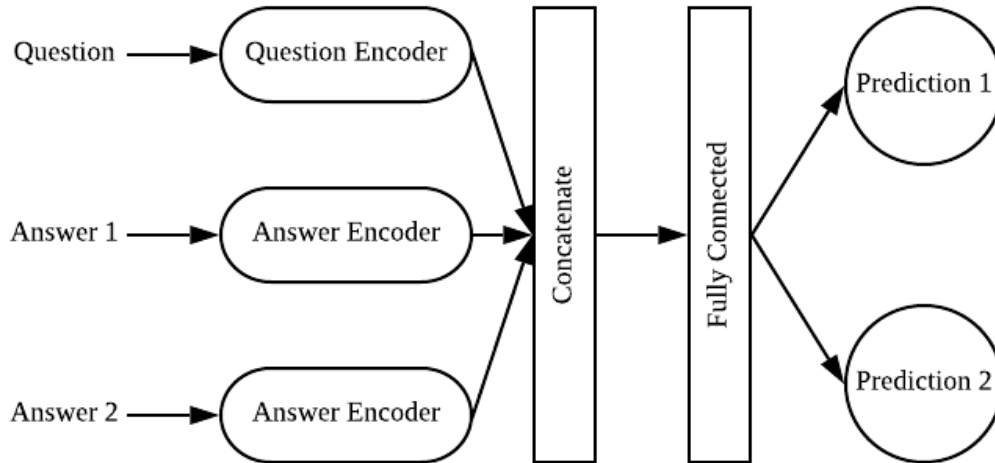 Question
Question Encoder
Answer 1
Answer Encoder
Answer 2
Answer Encoder
Concatenate
Fully Connected
Prediction 1
Prediction 2